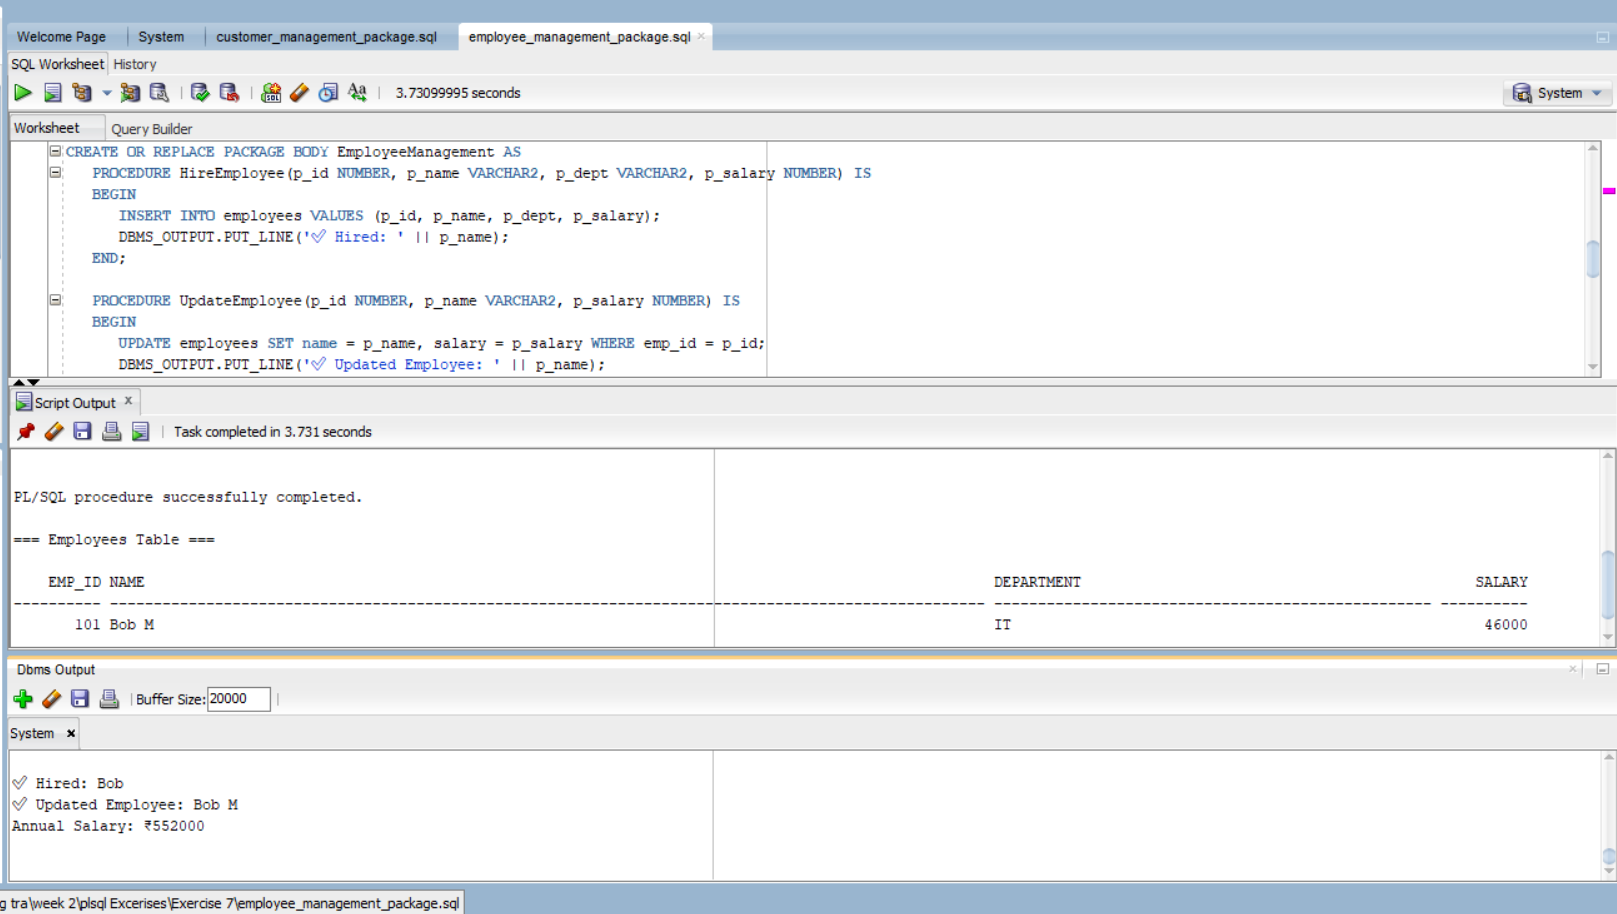 Welcome Page System customer_management_package.sql employee_management_package.sql
SQL Worksheet History
3.73099995 seconds System
Worksheet Query Builder
CREATE OR REPLACE PACKAGE BODY EmployeeManagement AS
PROCEDURE HireEmployee(p_id NUMBER, p_name VARCHAR2, p_dept VARCHAR2, p_salary NUMBER) IS
BEGIN
INSERT INTO employees VALUES (p_id, p_name, p_dept, p_salary);
DBMS_OUTPUT.PUT_LINE('✅ Hired: ' || p_name);
END;
PROCEDURE UpdateEmployee(p_id NUMBER, p_name VARCHAR2, p_salary NUMBER) IS
BEGIN
UPDATE employees SET name = p_name, salary = p_salary WHERE emp_id = p_id;
DBMS_OUTPUT.PUT_LINE('✅ Updated Employee: ' || p_name);
Script Output x
Task completed in 3.731 seconds
PL/SQL procedure successfully completed.
=== Employees Table ===
EMP_ID NAME DEPARTMENT SALARY
---------- ---------------------------------------------------------------------------------------------------- -------------------------------------------------- ----------
101 Bob M IT 46000
Dbms Output
Buffer Size: 20000
System x
✅ Hired: Bob
✅ Updated Employee: Bob M
Annual Salary: ₹552000
g tra\week 2\plsql Excerises\Exercise 7\employee_management_package.sql